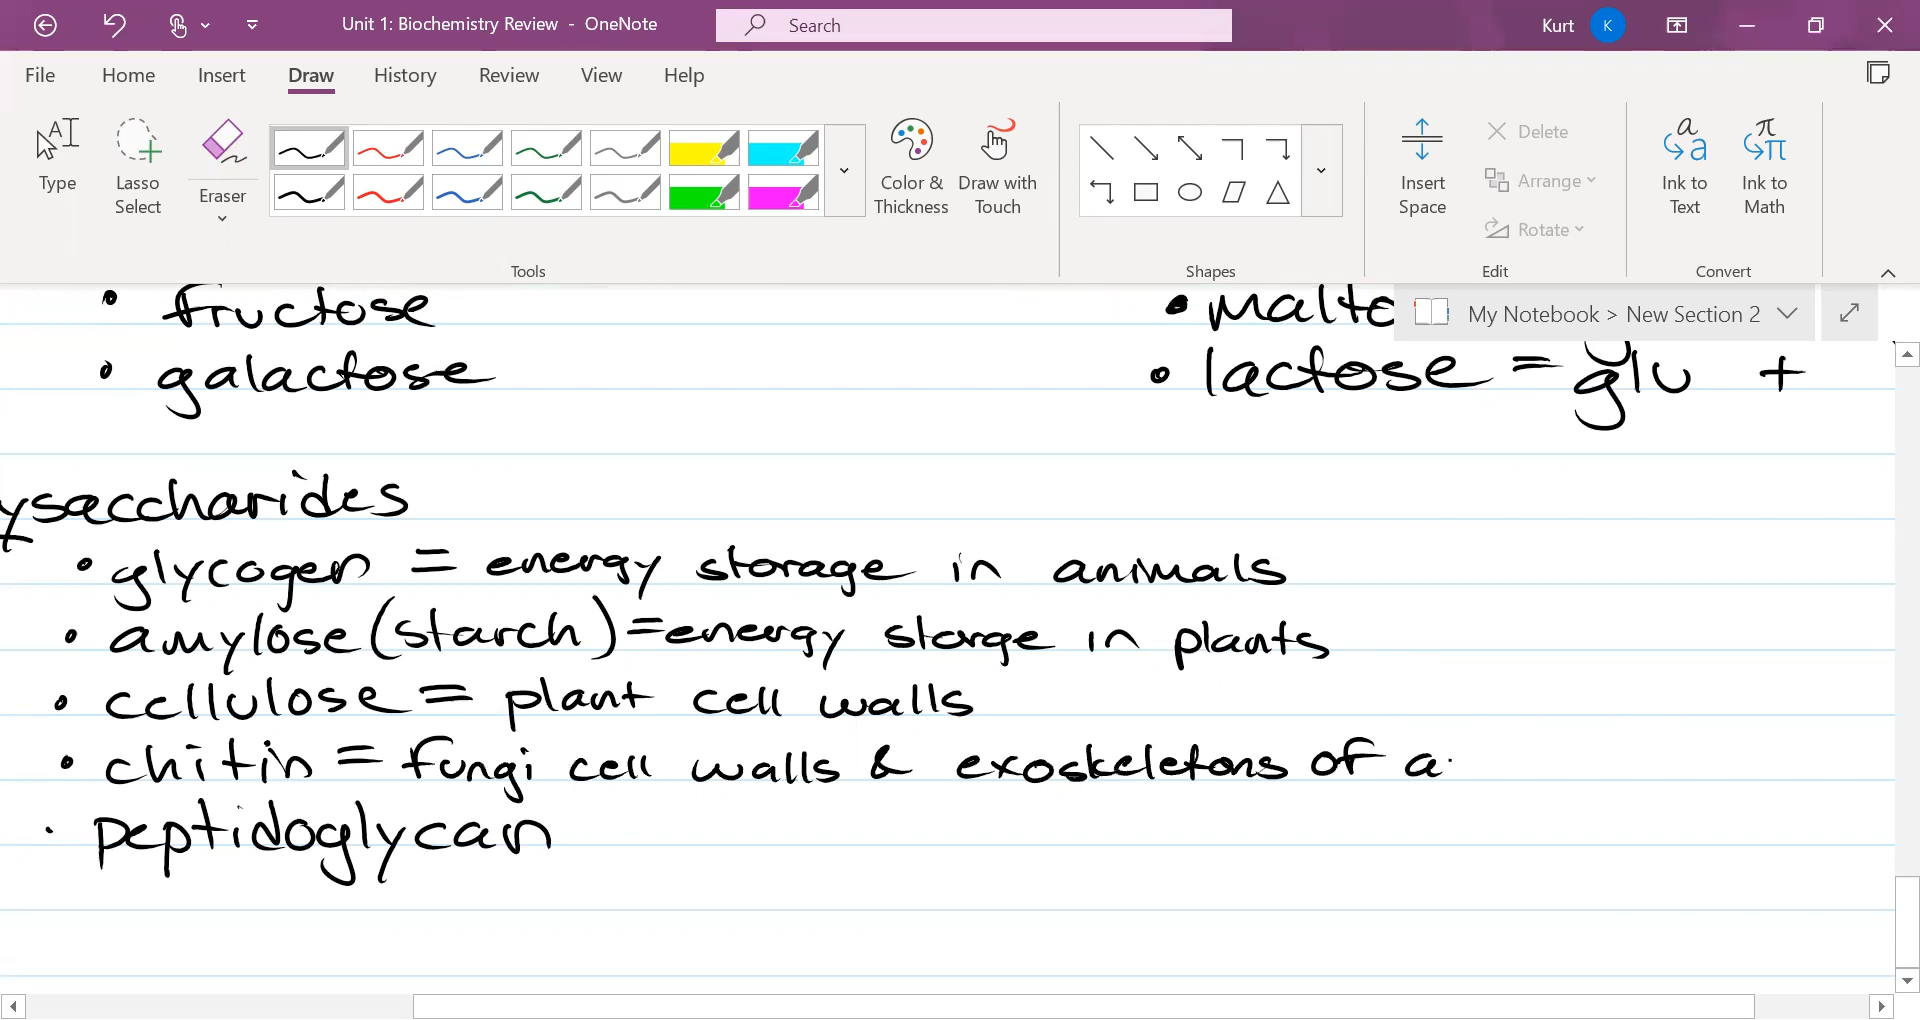 Unit 1: Biochemistry Review - OneNote
Search
Kurt K
File Home Insert Draw History Review View Help
Type
Lasso Select
Eraser
Color & Thickness
Draw with Touch
Insert Space
Delete
Arrange
Rotate
Ink to Text
Ink to Math
Tools Shapes Edit Convert
My Notebook > New Section 2
• fructose
• malto
• galactose
• lactose = glu +
ysaccharides
• glycogen = energy storage in animals
• amylose (starch) = energy storge in plants
• cellulose = plant cell walls
• chitin = fungi cell walls & exoskeletons of a
• peptidoglycan